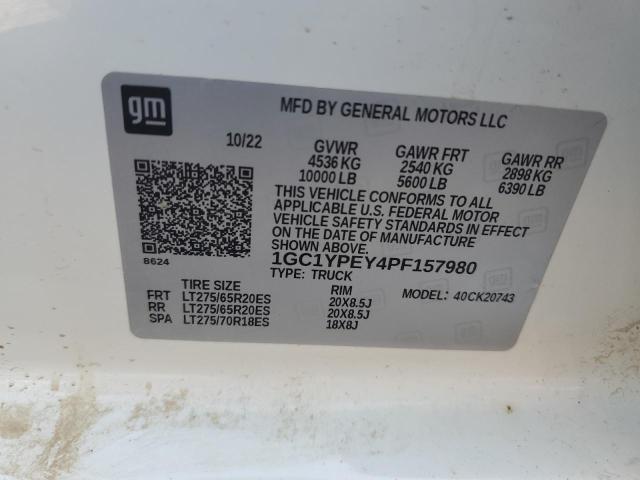 gm
MFD BY GENERAL MOTORS LLC
10/22
GVWR GAWR FRT GAWR RR
4536 KG 2540 KG 2898 KG
10000 LB 5600 LB 6390 LB
THIS VEHICLE CONFORMS TO ALL
APPLICABLE U.S. FEDERAL MOTOR
VEHICLE SAFETY STANDARDS IN EFFECT
ON THE DATE OF MANUFACTURE
SHOWN ABOVE.
8624
1GC1YPEY4PF157980
TYPE: TRUCK
TIRE SIZE RIM MODEL: 40CK20743
FRT LT275/65R20ES 20X8.5J
RR LT275/65R20ES 20X8.5J
SPA LT275/70R18ES 18X8J